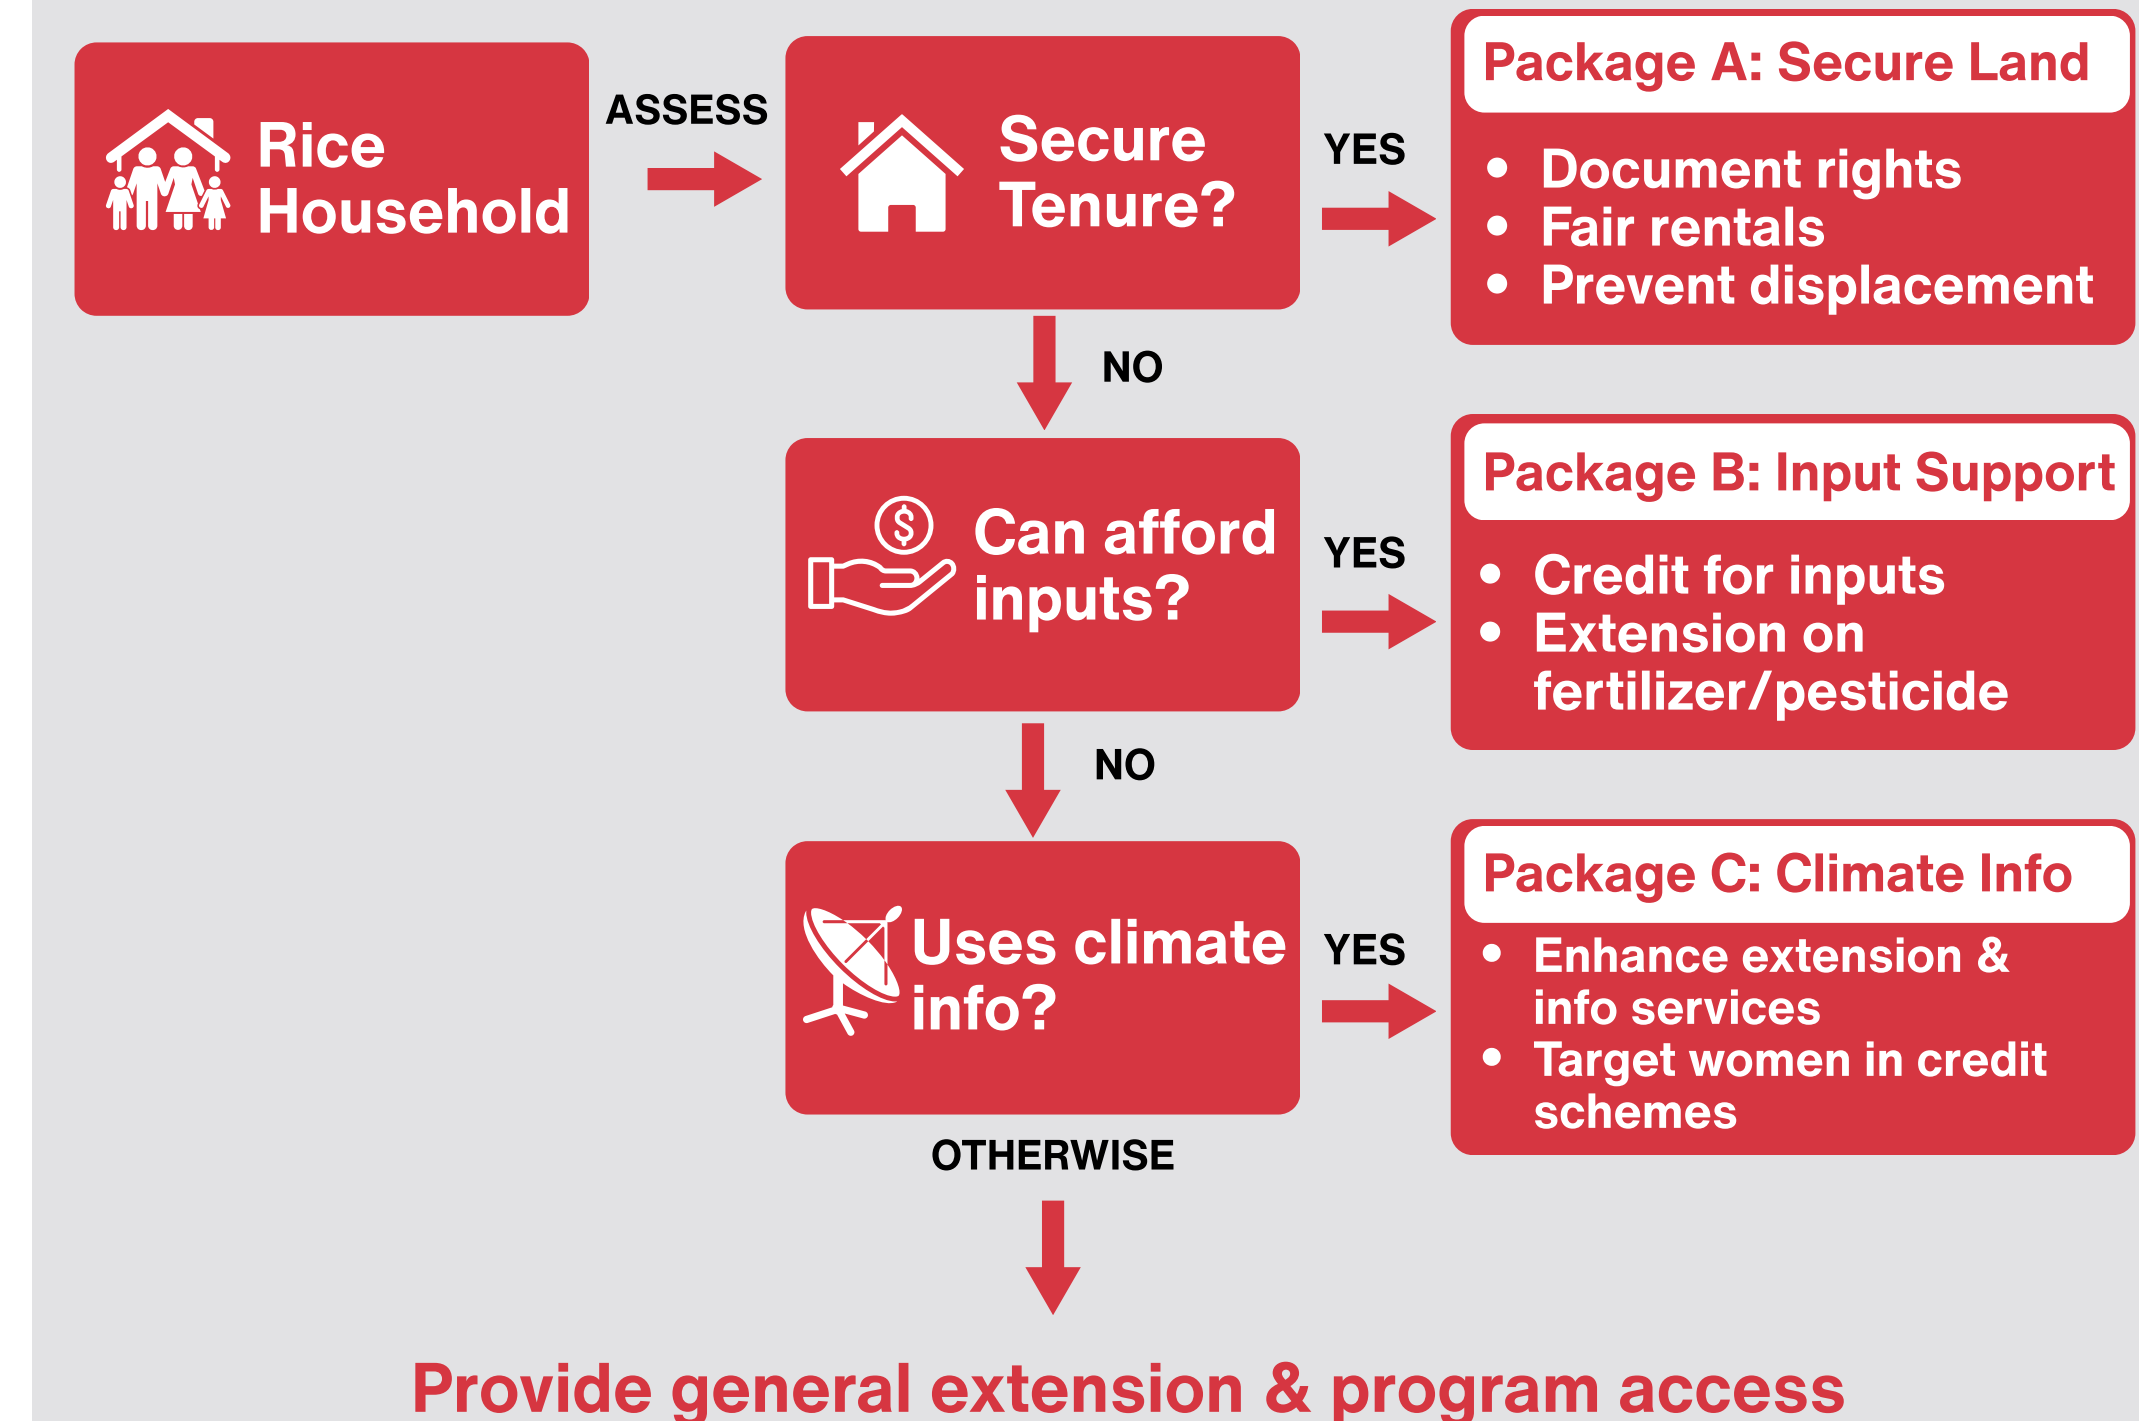 Rice
Household
ASSESS
Secure
Tenure?
YES
Package A: Secure Land
• Document rights
• Fair rentals
• Prevent displacement
NO
Can afford
inputs?
YES
Package B: Input Support
• Credit for inputs
• Extension on
fertilizer/pesticide
NO
Uses climate
info?
YES
Package C: Climate Info
• Enhance extension &
info services
• Target women in credit
schemes
OTHERWISE
Provide general extension & program access